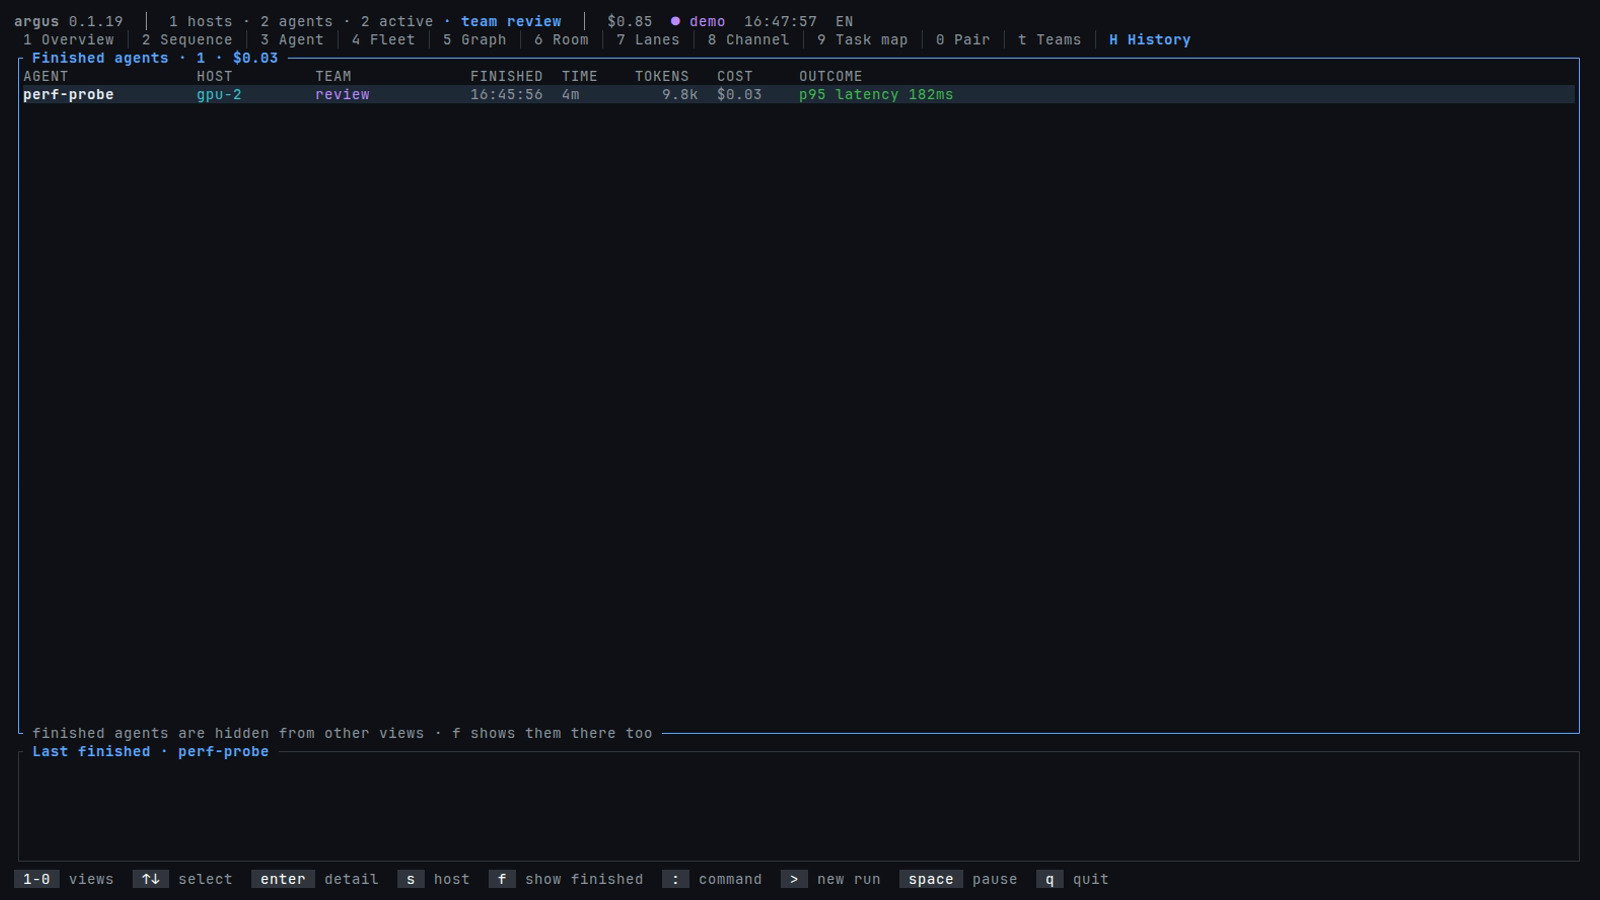 argus 0.1.19 │ 1 hosts · 2 agents · 2 active · team review │ $0.85 ● demo 16:47:57 EN
1 Overview │ 2 Sequence │ 3 Agent │ 4 Fleet │ 5 Graph │ 6 Room │ 7 Lanes │ 8 Channel │ 9 Task map │ 0 Pair │ t Teams │ H History
Finished agents · 1 · $0.03
AGENT HOST TEAM FINISHED TIME TOKENS COST OUTCOME
perf-probe gpu-2 review 16:45:56 4m 9.8k $0.03 p95 latency 182ms
finished agents are hidden from other views · f shows them there too
Last finished · perf-probe
1-0 views ↑↓ select enter detail s host f show finished : command > new run space pause q quit